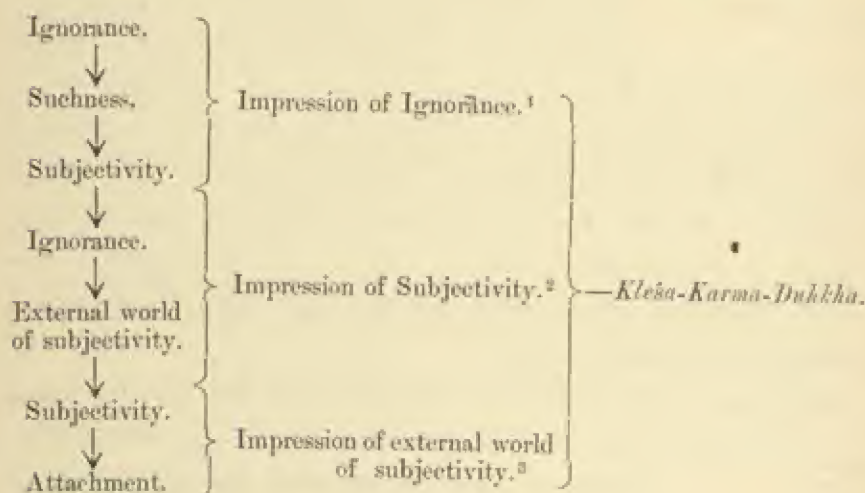 Ignorance.
Suchness.
Subjectivity.
Ignorance.
External world
of subjectivity.
Subjectivity.
Attachment.
Impression of Ignorance.¹
Impression of Subjectivity.²
Impression of external world
of subjectivity.³
—Kleśa-Karma-Duhkha.